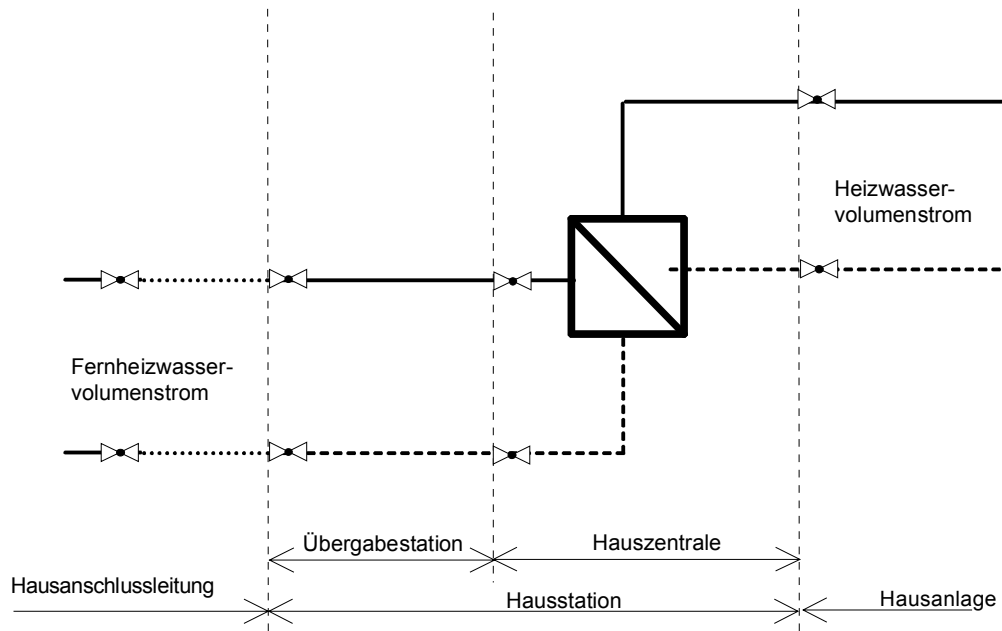 Heizwasser-
volumenstrom
Fernheizwasser-
volumenstrom
Übergabestation
Hauszentrale
Hausanschlussleitung
Hausstation
Hausanlage